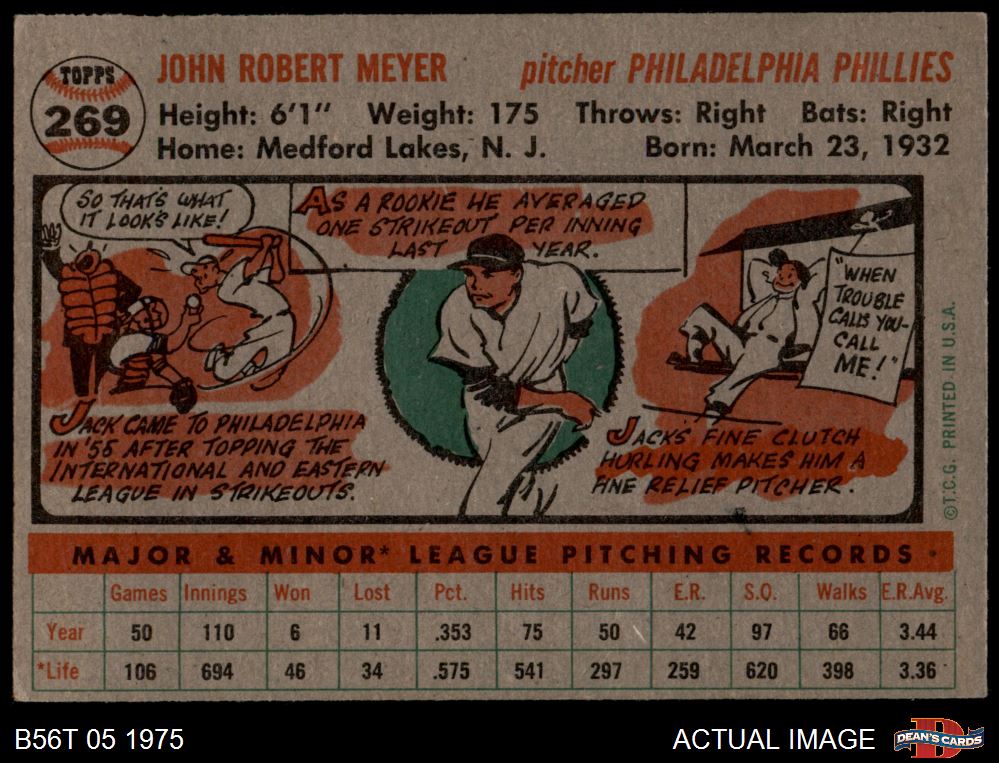 TOPPS
269
JOHN ROBERT MEYER pitcher PHILADELPHIA PHILLIES
Height: 6'1" Weight: 175 Throws: Right Bats: Right
Home: Medford Lakes, N. J. Born: March 23, 1932
SO THAT'S WHAT
IT LOOKS LIKE!
AS A ROOKIE HE AVERAGED
ONE STRIKEOUT PER INNING
LAST YEAR.
"WHEN
TROUBLE
CALLS YOU-
CALL
ME!"
JACK CAME TO PHILADELPHIA
IN '55 AFTER TOPPING THE
INTERNATIONAL AND EASTERN
LEAGUE IN STRIKEOUTS.
JACK'S FINE CLUTCH
HURLING MAKES HIM A
FINE RELIEF PITCHER.
©T.C.G. PRINTED IN U.S.A.
MAJOR & MINOR* LEAGUE PITCHING RECORDS
Games Innings Won Lost Pct. Hits Runs E.R. S.O. Walks E.R.Avg.
Year 50 110 6 11 .353 75 50 42 97 66 3.44
*Life 106 694 46 34 .575 541 297 259 620 398 3.36
B56T 05 1975 ACTUAL IMAGE DEAN'S CARDS